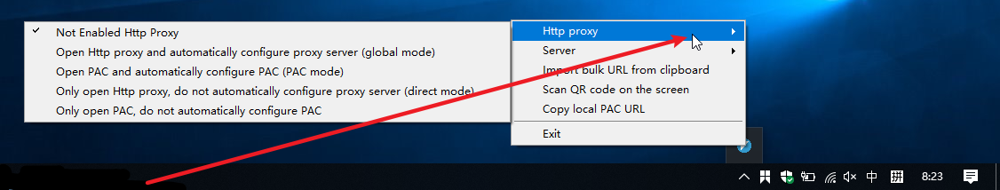 Not Enabled Http Proxy
Open Http proxy and automatically configure proxy server (global mode)
Open PAC and automatically configure PAC (PAC mode)
Only open Http proxy, do not automatically configure proxy server (direct mode)
Only open PAC, do not automatically configure PAC
Http proxy
Server
Import bulk URL from clipboard
Scan QR code on the screen
Copy local PAC URL
Exit
中 拼 8:23